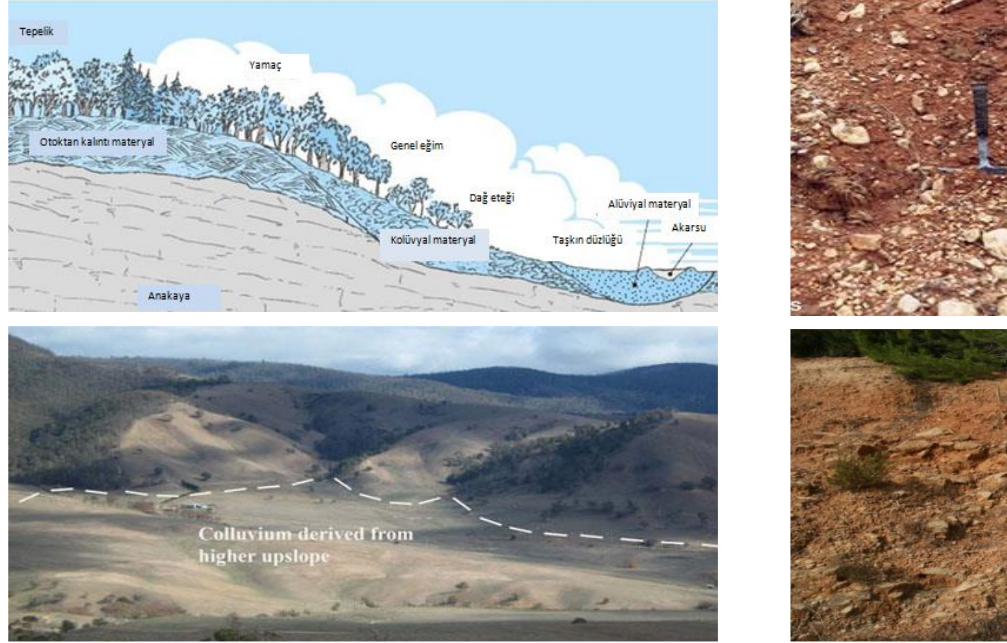 Tepelik
Yamaç
Otoktan kalıntı materyal
Genel eğim
Dağ eteği
Alüviyal materyal
Akarsu
Kolüvyal materyal
Taşkın düzlüğü
Anakaya
Colluvium derived from
higher upslope